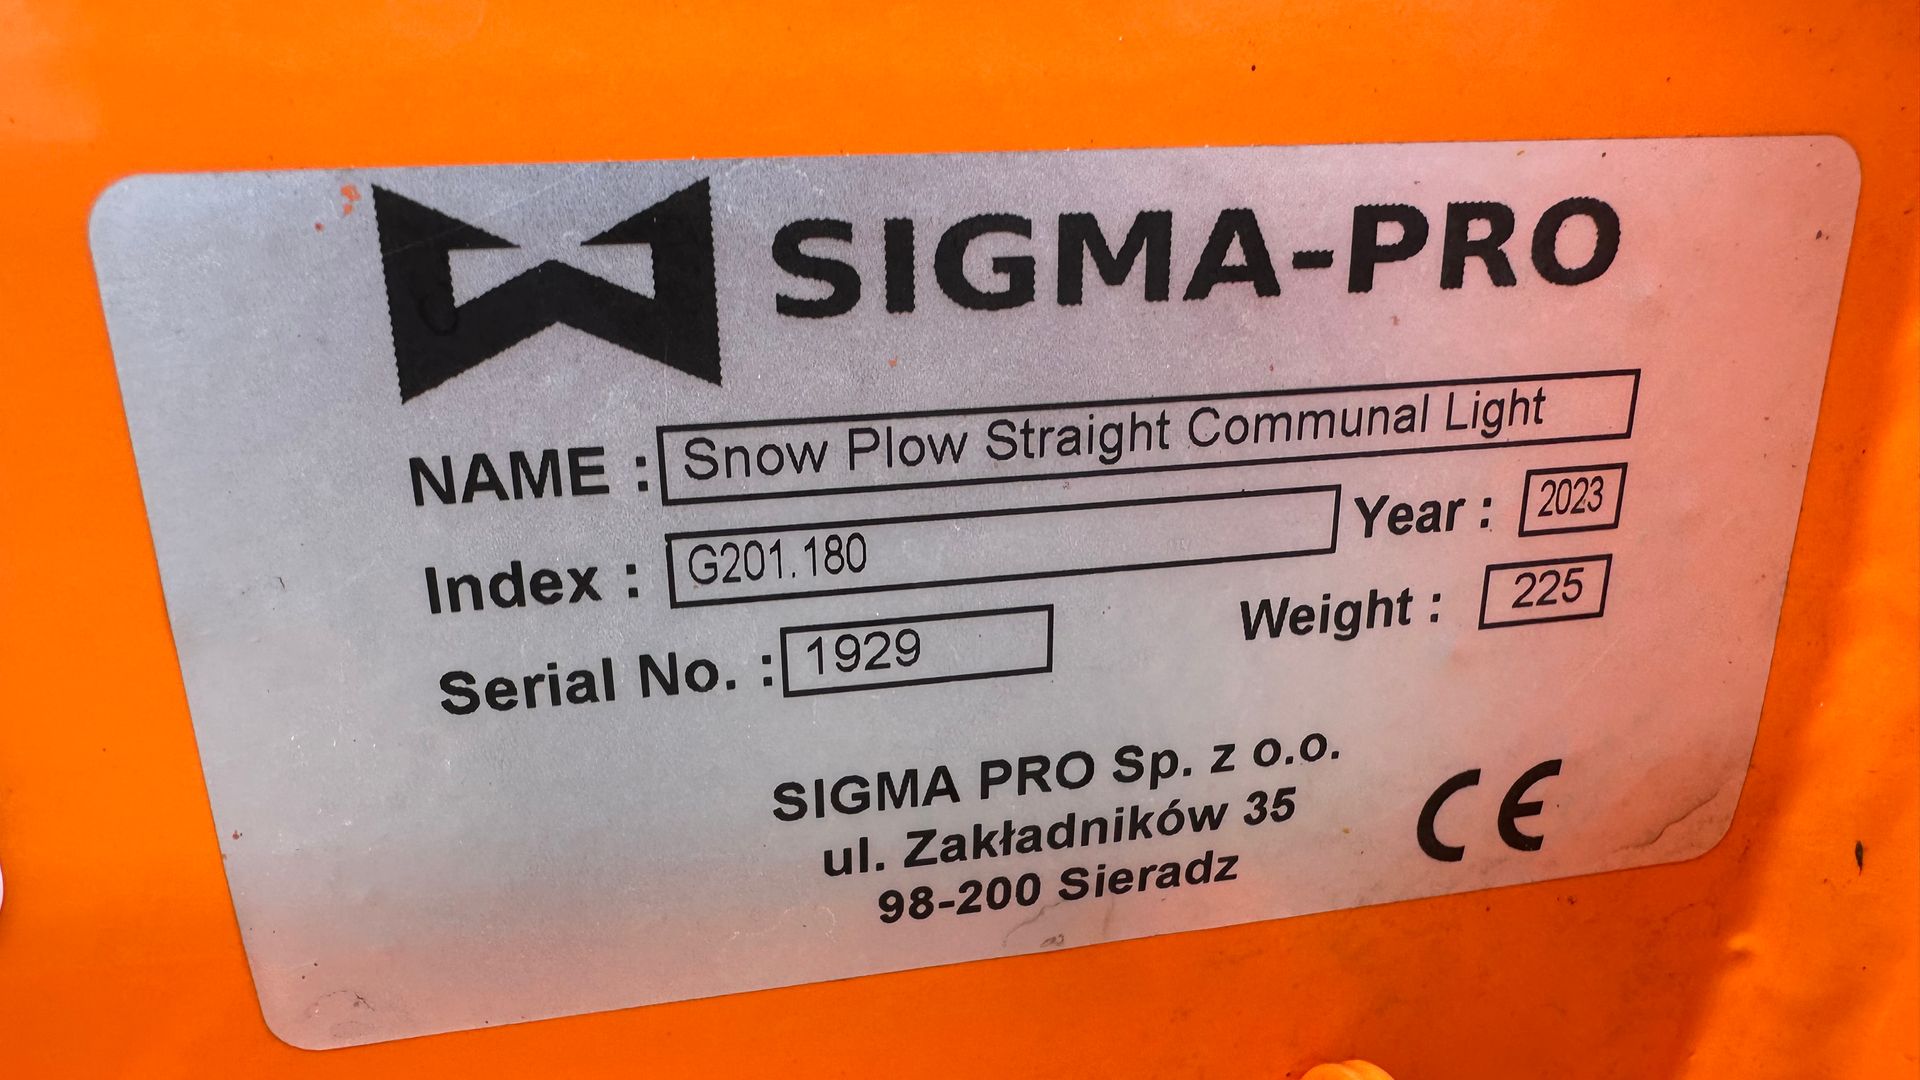 SIGMA-PRO
NAME : Snow Plow Straight Communal Light
Index : G201.180 Year : 2023
Serial No. : 1929 Weight : 225
SIGMA PRO Sp. z o.o.
ul. Zakładników 35
98-200 Sieradz
CE